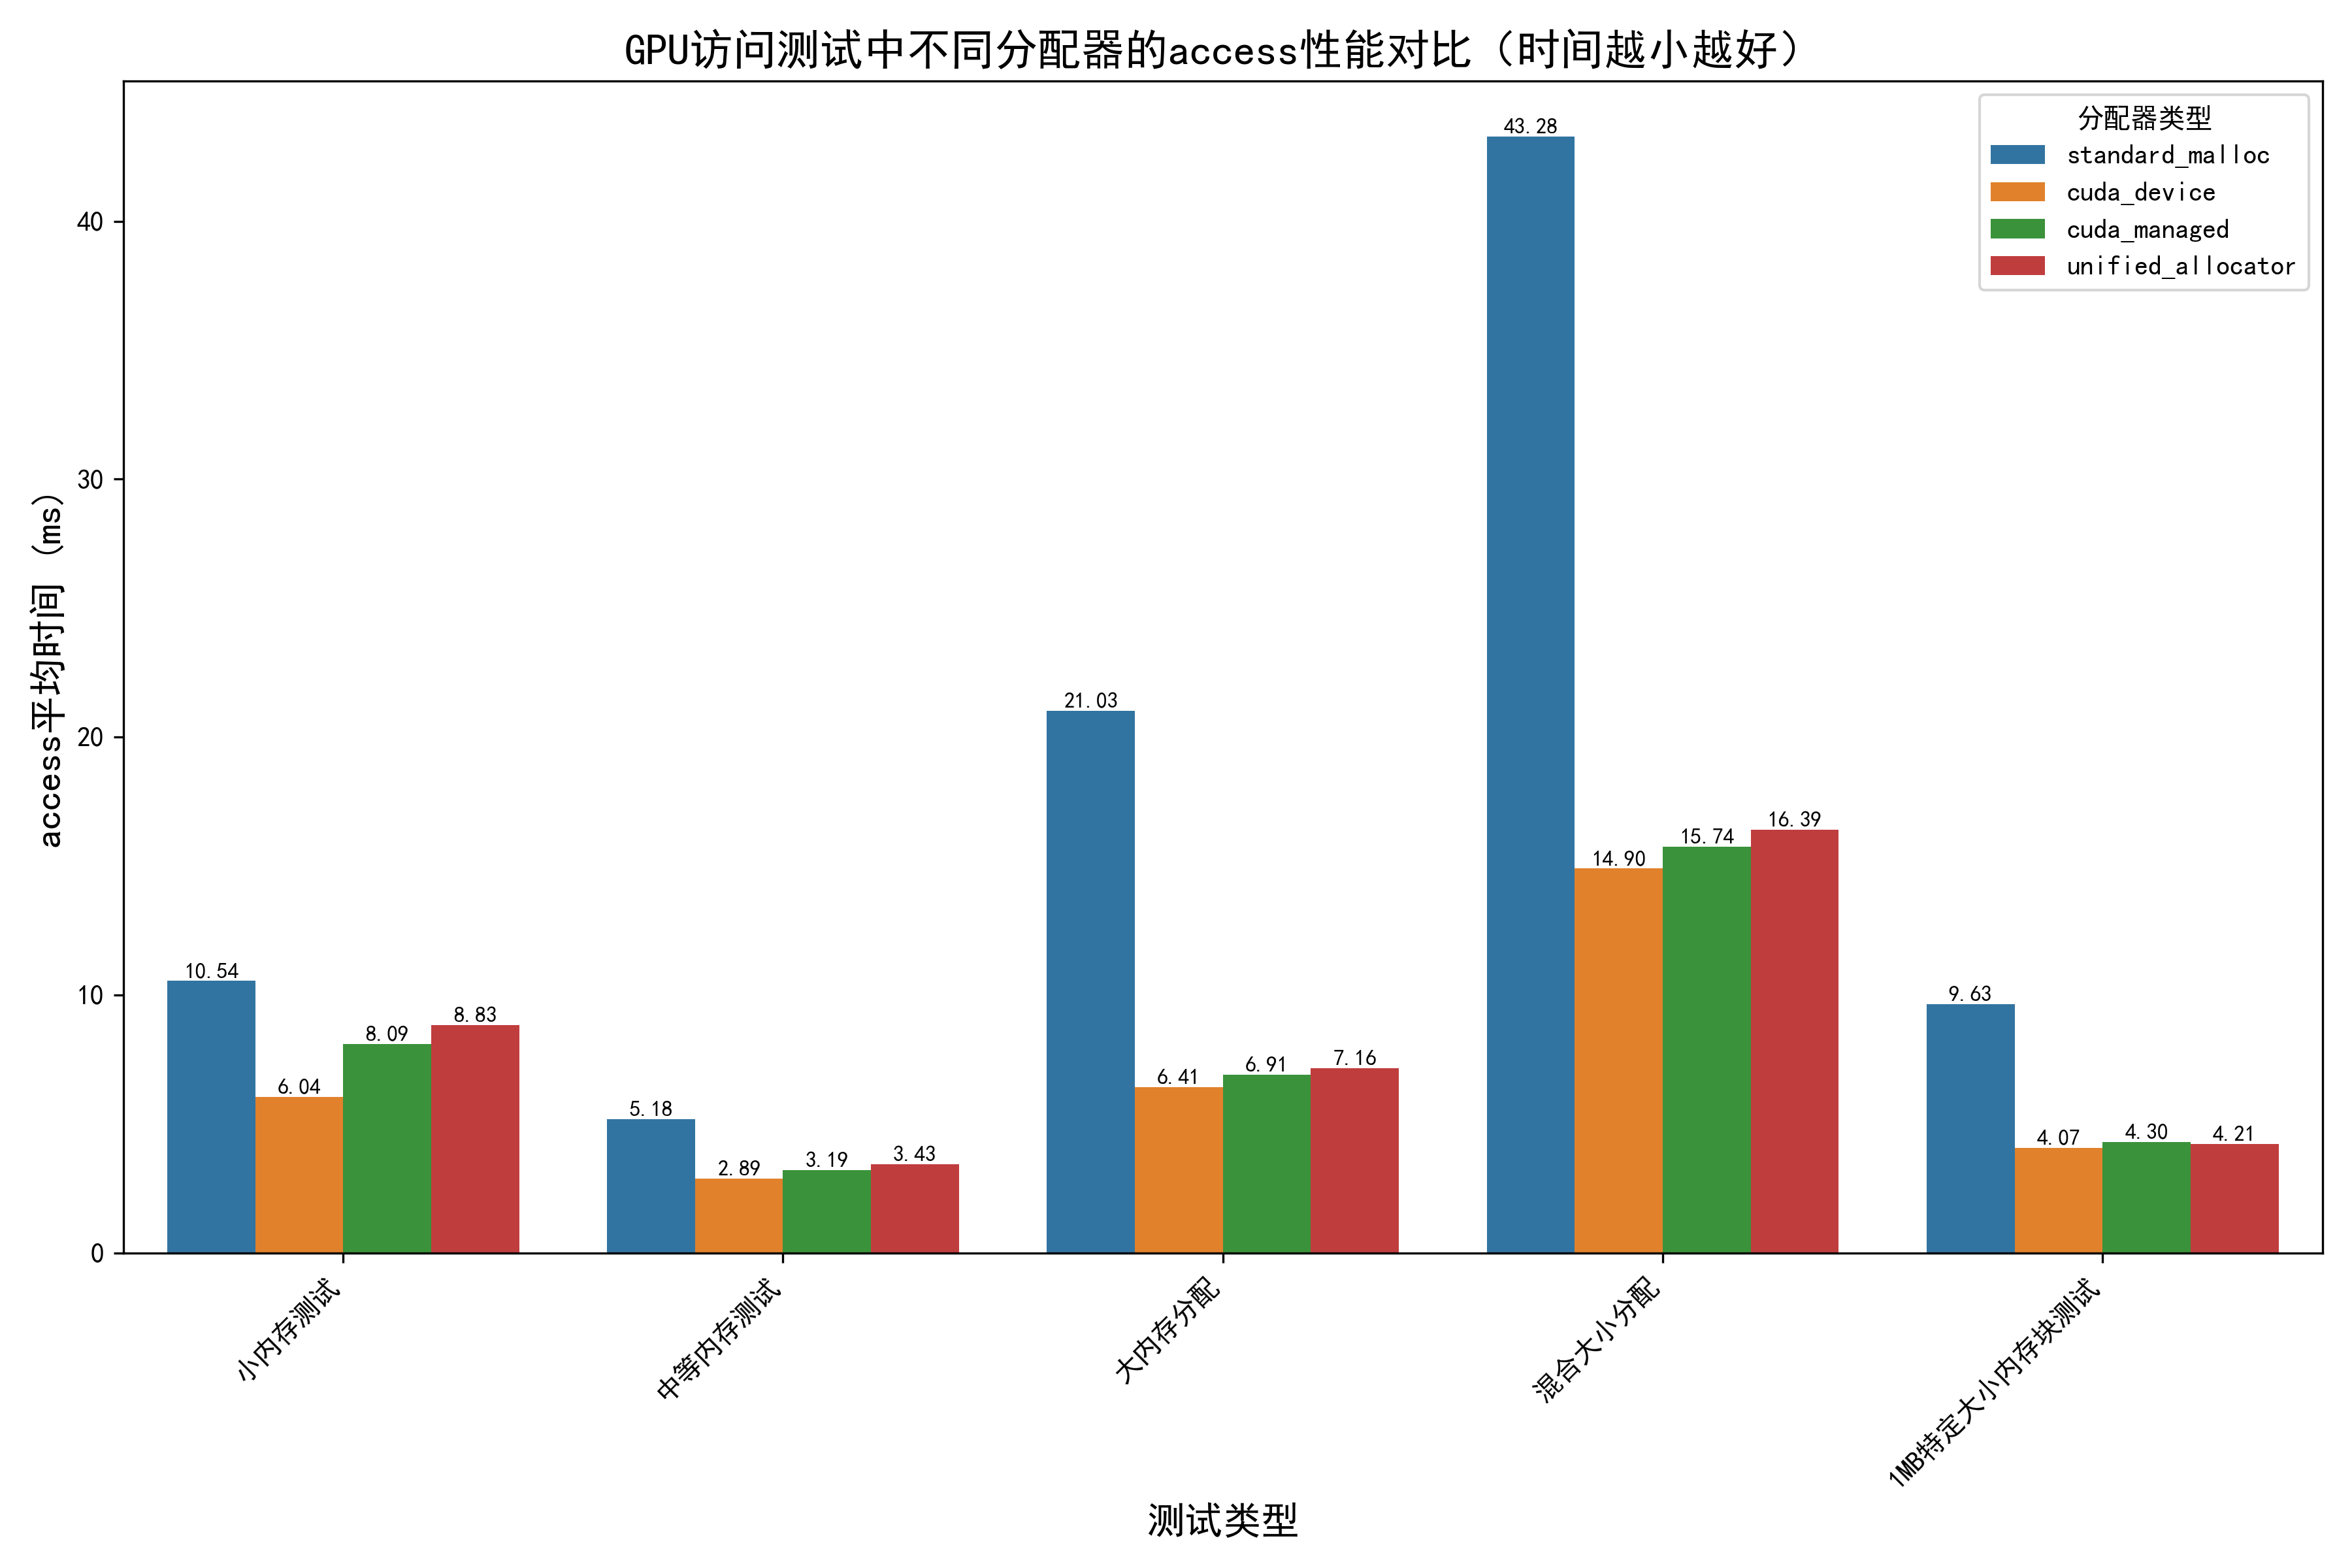 GPU访问测试中不同分配器的access性能对比（时间越小越好）
分配器类型
standard_malloc
cuda_device
cuda_managed
unified_allocator
access平均时间 (ms)
40
30
20
10
0
10.54
6.04
8.09
8.83
5.18
2.89
3.19
3.43
21.03
6.41
6.91
7.16
43.28
14.90
15.74
16.39
9.63
4.07
4.30
4.21
小内存测试
中等内存测试
大内存分配
混合大小分配
1MB特定大小内存块测试
测试类型